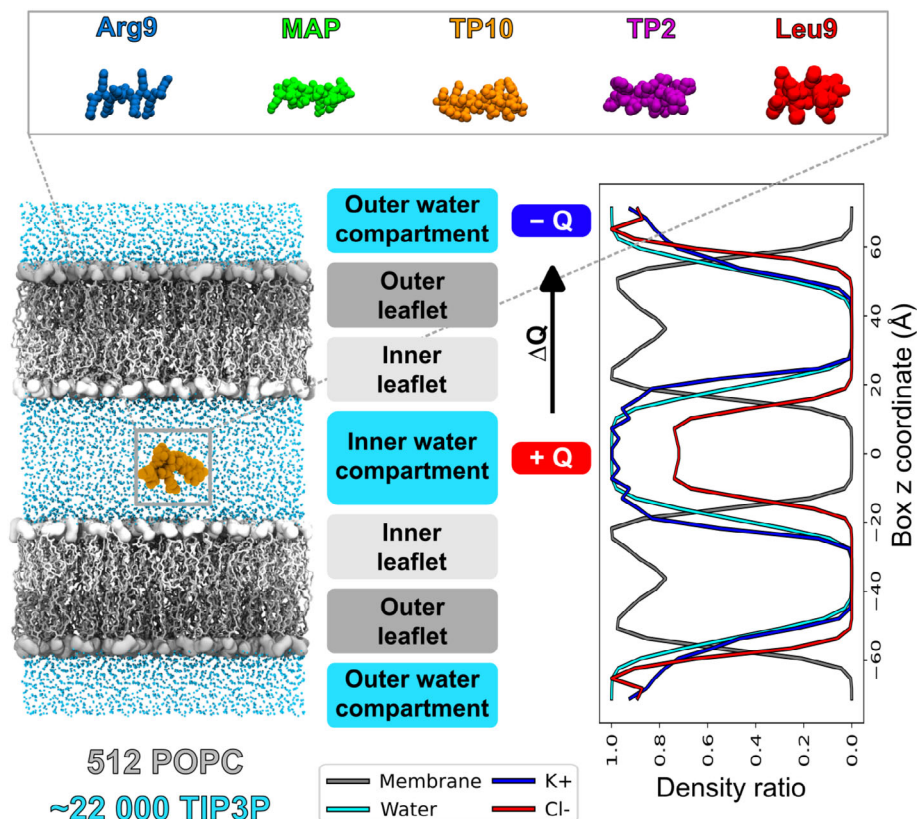 Arg9 MAP TP10 TP2 Leu9
Outer water
compartment
− Q
Outer
leaflet
ΔQ
Inner
leaflet
Inner water
compartment
+ Q
Inner
leaflet
Outer
leaflet
Outer water
compartment
60
40
20
0
−20
−40
−60
Box z coordinate (Å)
1.0 0.8 0.6 0.4 0.2 0.0
Density ratio
512 POPC
~22 000 TIP3P
Membrane K+
Water Cl-